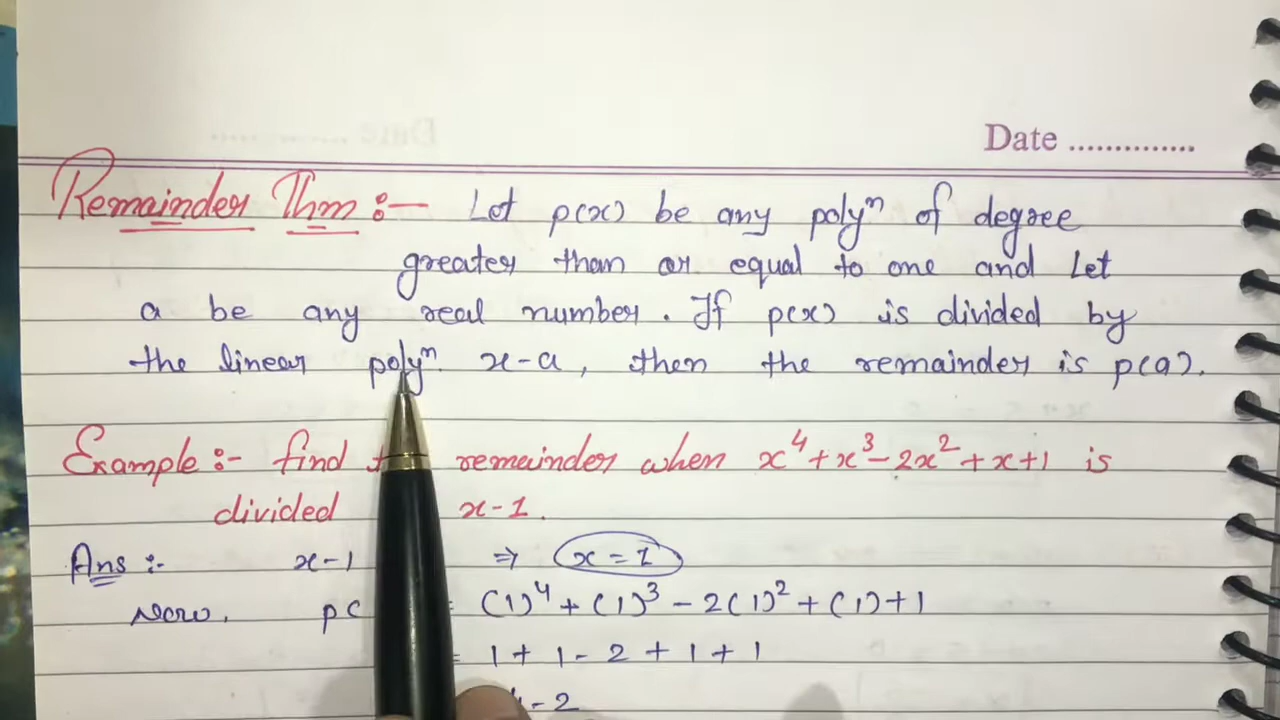 Date ..............
Remainder Thm :- Let p(x) be any polyⁿ of degree
greater than or equal to one and Let
a be any real number. If p(x) is divided by
the linear polyⁿ x-a, then the remainder is p(a).
Example :- find remainder when x⁴+x³-2x²+x+1 is
divided x-1.
Ans :- x-1 ⇒ x = 1
Now, p( = (1)⁴ + (1)³ - 2(1)² + (1) + 1
= 1 + 1 - 2 + 1 + 1
- 2